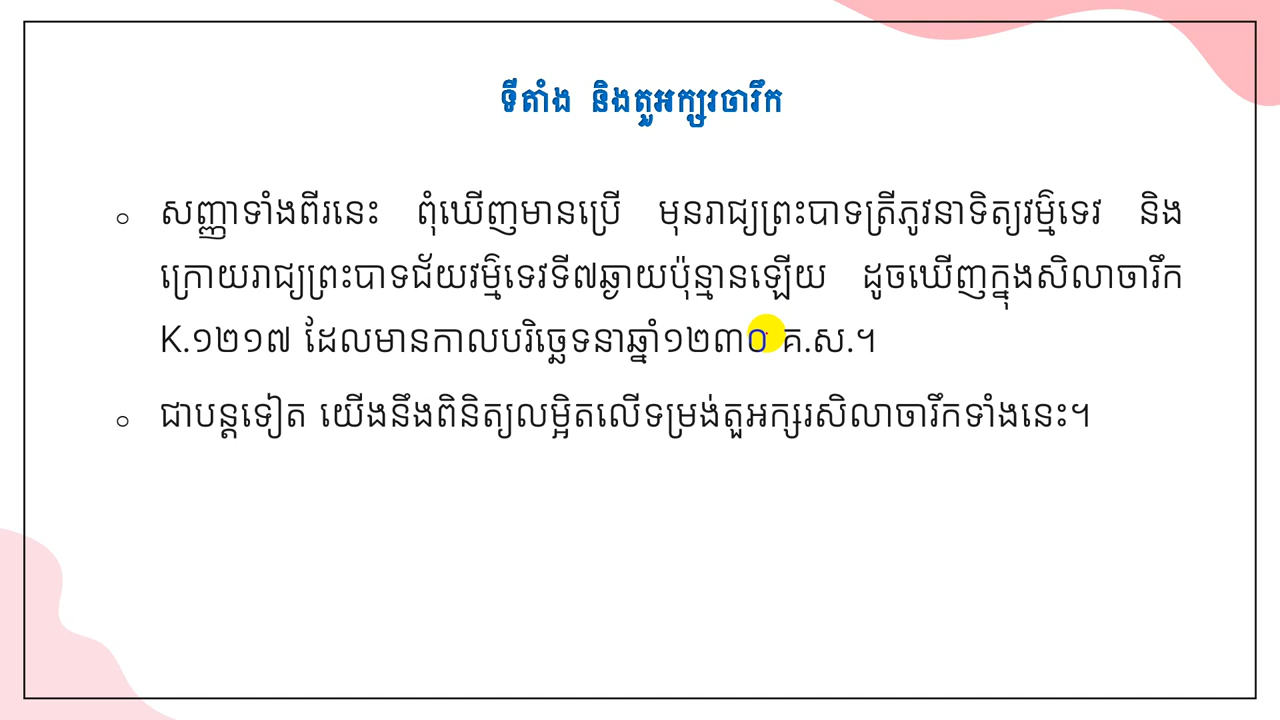 ទីតាំង និងតួអក្សរចារឹក
០ សញ្ញាទាំងពីរនេះ ពុំឃើញមានប្រើ មុនរាជ្យព្រះបាទត្រីភូវនាទិត្យវម៌្មទេវ និង
ក្រោយរាជ្យព្រះបាទជ័យវម៌្មទេវទី៧ឆ្ងាយប៉ុន្មានឡើយ ដូចឃើញក្នុងសិលាចារឹក
K.១២១៧ ដែលមានកាលបរិច្ឆេទនាឆ្នាំ១២៣០ គ.ស.។
០ ជាបន្តទៀត យើងនឹងពិនិត្យលម្អិតលើទម្រង់តួអក្សរសិលាចារឹកទាំងនេះ។